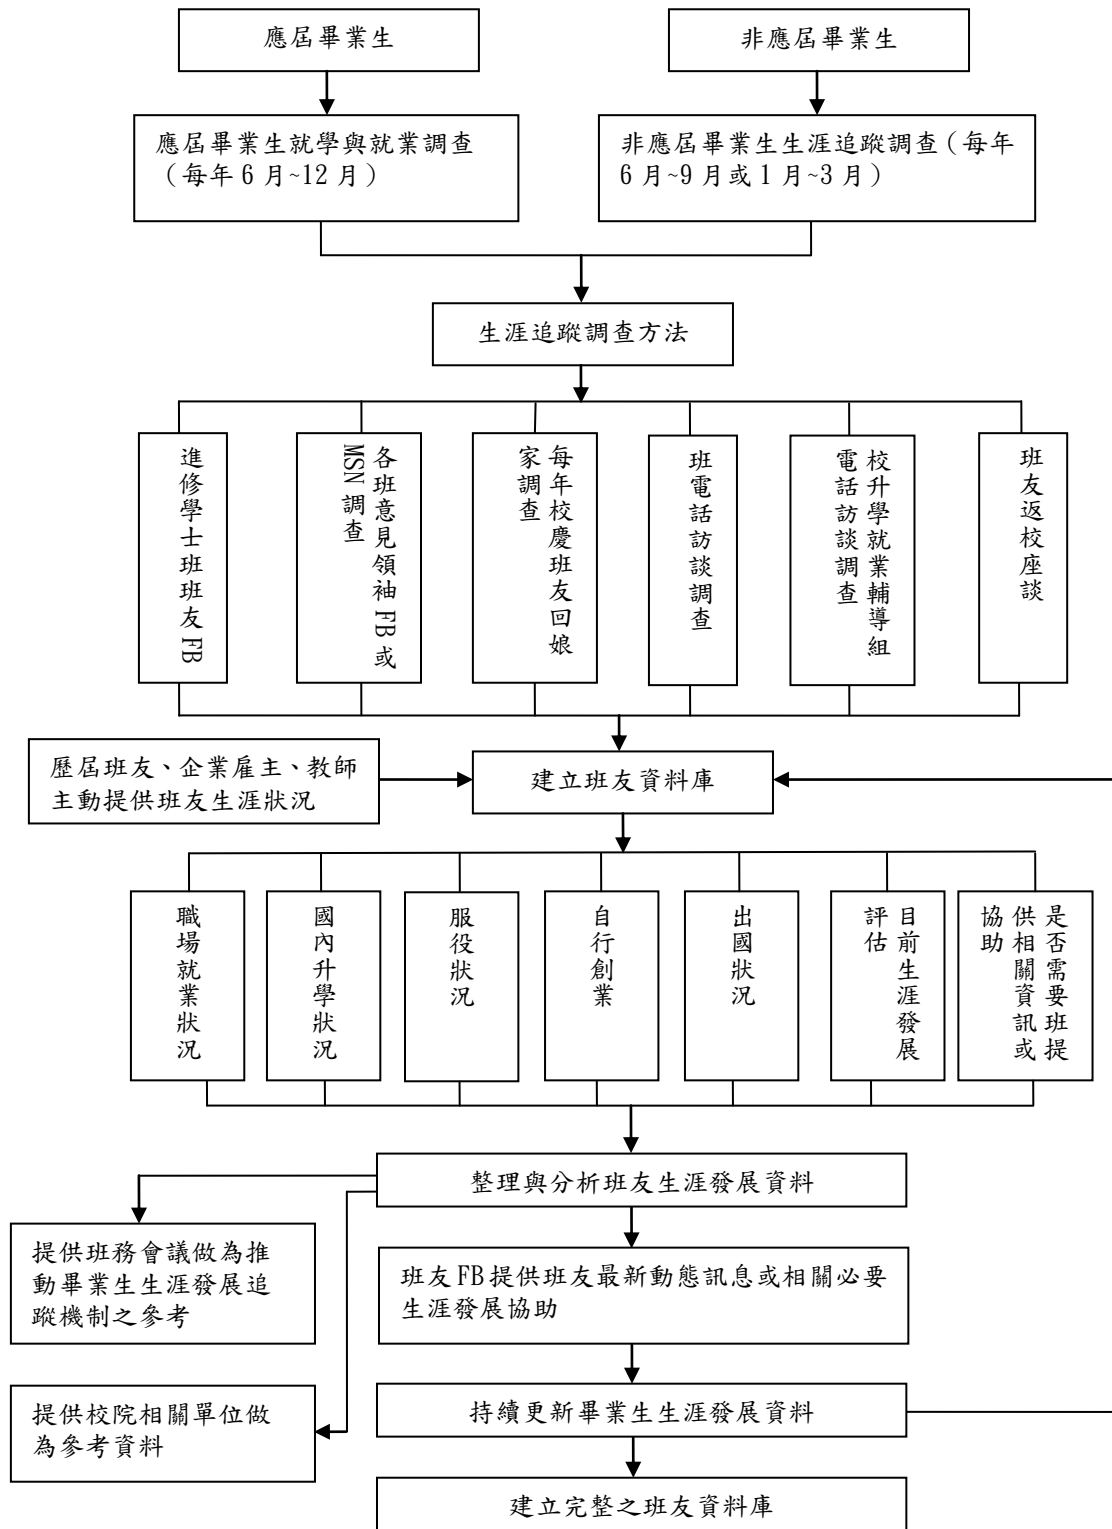 應屆畢業生
非應屆畢業生
應屆畢業生就學與就業調查
（每年 6 月~12 月）
非應屆畢業生生涯追蹤調查（每年
6 月~9 月或 1 月~3 月）
生涯追蹤調查方法
進修學士班班友 FB
各班意見領袖 FB 或
MSN 調查
每年校慶班友回娘
家調查
班電話訪談調查
校升學就業輔導組
電話訪談調查
班友返校座談
歷屆班友、企業雇主、教師
主動提供班友生涯狀況
建立班友資料庫
職場就業狀況
國內升學狀況
服役狀況
自行創業
出國狀況
目前生涯發展
評估
是否需要班提
供相關資訊或
協助
整理與分析班友生涯發展資料
提供班務會議做為推
動畢業生生涯發展追
蹤機制之參考
班友 FB 提供班友最新動態訊息或相關必要
生涯發展協助
提供校院相關單位做
為參考資料
持續更新畢業生生涯發展資料
建立完整之班友資料庫